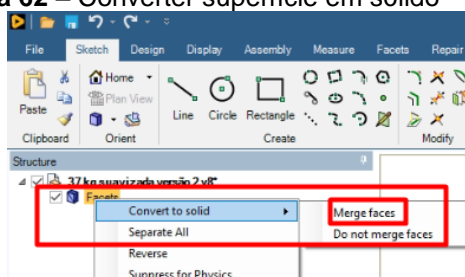 a 62 – Converter superfície em sólido
File Sketch Design Display Assembly Measure Facets Repair
Home
Paste Plan View Line Circle Rectangle
Clipboard Orient Create Modify
Structure
37 kg suavizada versão 2 v8*
Facets
Convert to solid Merge faces
Separate All Do not merge faces
Reverse
Suppress for Physics